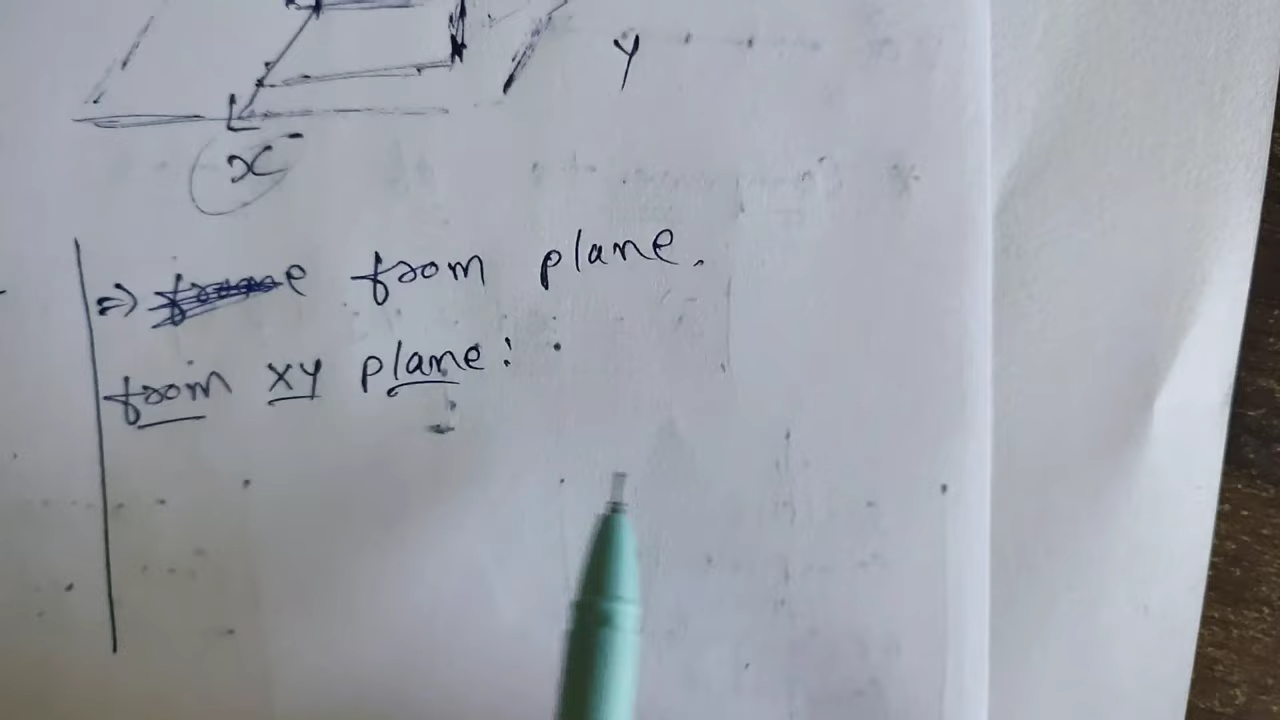 Y
x
=> from plane.
from xy plane: